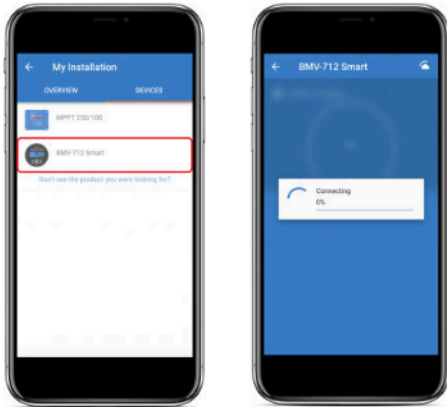 My Installation
OVERVIEW DEVICES
MPPT 250/100
BMV-712 Smart
Don't see the product you were looking for?
BMV-712 Smart
Connecting
0%